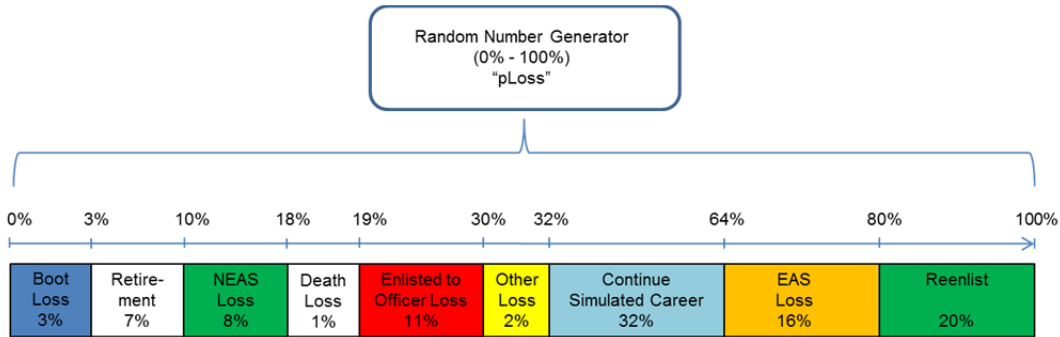 Random Number Generator
(0% - 100%)
“pLoss”
0% 3% 10% 18% 19% 30% 32% 64% 80% 100%
Boot
Loss
3%
Retire-
ment
7%
NEAS
Loss
8%
Death
Loss
1%
Enlisted to
Officer Loss
11%
Other
Loss
2%
Continue
Simulated Career
32%
EAS
Loss
16%
Reenlist
20%